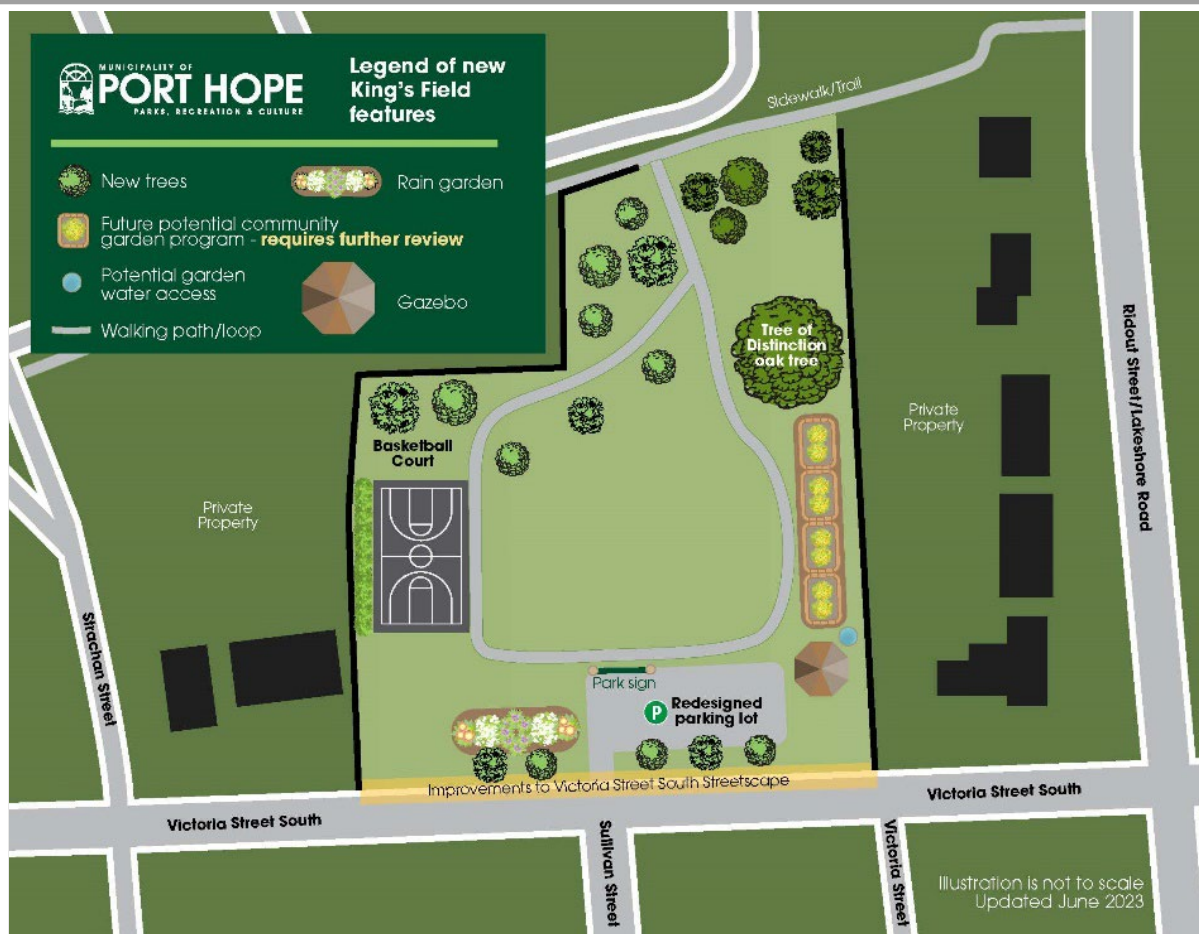 MUNICIPALITY OF
PORT HOPE
PARKS, RECREATION & CULTURE
Legend of new
King's Field
features
New trees
Rain garden
Future potential community
garden program - requires further review
Potential garden
water access
Gazebo
Walking path/loop
Sidewalk/Trail
Tree of
Distinction
oak tree
Private
Property
Ridout Street/Lakeshore Road
Basketball
Court
Private
Property
Strachan Street
Park sign
P
Redesigned
parking lot
Improvements to Victoria Street South Streetscape
Victoria Street South
Victoria Street South
Sullivan Street
Victoria Street
Illustration is not to scale
Updated June 2023